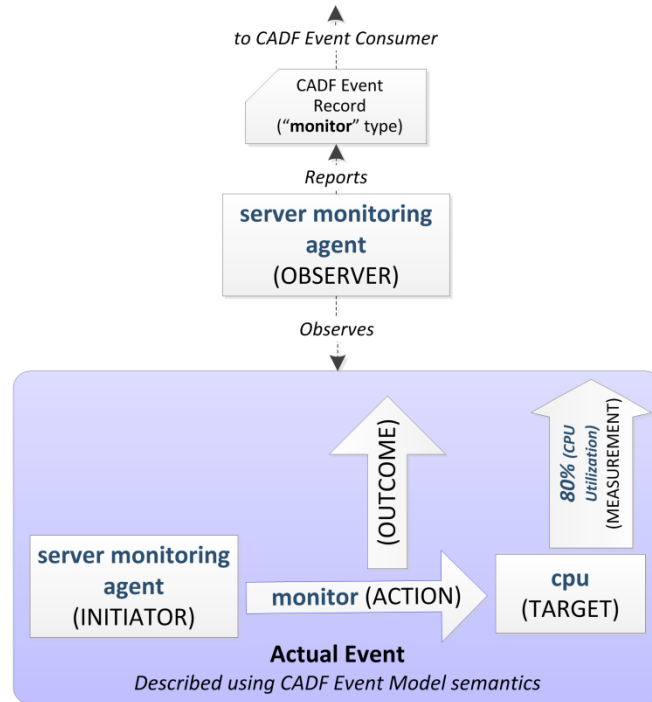 to CADF Event Consumer
CADF Event
Record
(“monitor” type)
Reports
server monitoring
agent
(OBSERVER)
Observes
(OUTCOME)
80% (CPU
Utilization)
(MEASUREMENT)
server monitoring
agent
(INITIATOR)
monitor (ACTION)
cpu
(TARGET)
Actual Event
Described using CADF Event Model semantics